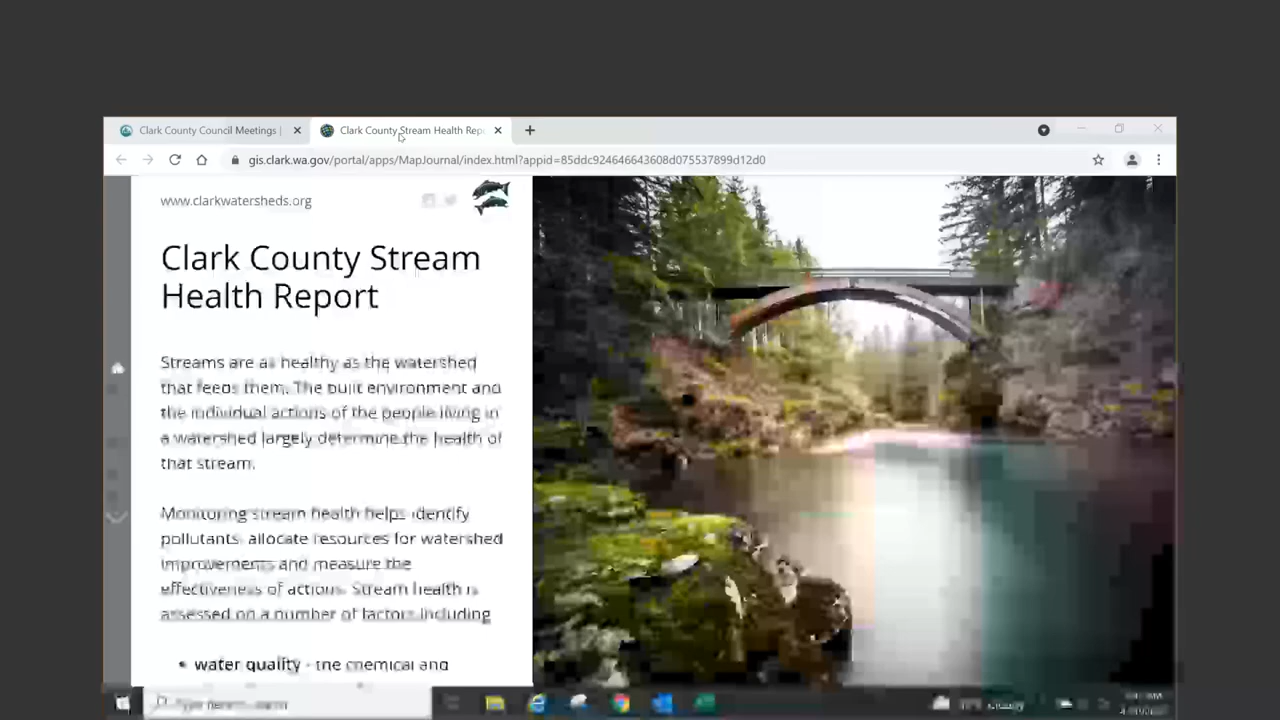 Clark County Council Meetings |
Clark County Stream Health Rep
gis.clark.wa.gov/portal/apps/MapJournal/index.html?appid=85ddc924646643608d075537899d12d0
www.clarkwatersheds.org
Clark County Stream
Health Report
Streams are as healthy as the watershed
that feeds them. The built environment and
the individual actions of the people living in
a watershed largely determine the health of
that stream.
Monitoring stream health helps identify
pollutants, allocate resources for watershed
improvements and measure the
effectiveness of actions. Stream health is
assessed on a number of factors including
• water quality - the chemical and
Type here to search